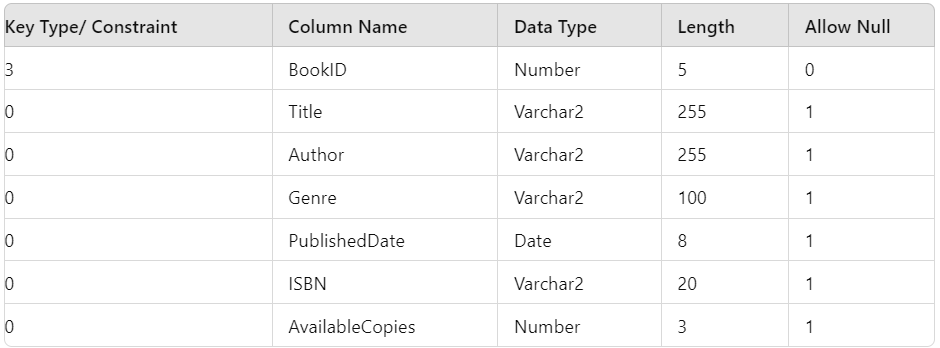 Key Type/ Constraint Column Name Data Type Length Allow Null
3 BookID Number 5 0
0 Title Varchar2 255 1
0 Author Varchar2 255 1
0 Genre Varchar2 100 1
0 PublishedDate Date 8 1
0 ISBN Varchar2 20 1
0 AvailableCopies Number 3 1